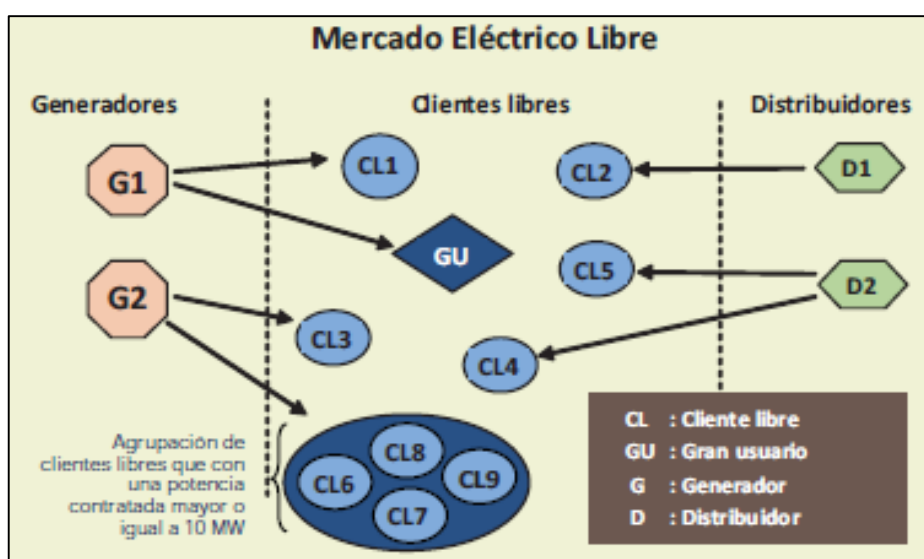 Mercado Eléctrico Libre
Generadores
Clientes libres
Distribuidores
G1
CL1
CL2
D1
GU
G2
CL5
D2
CL3
CL4
Agrupación de
clientes libres que con
una potencia
contratada mayor o
igual a 10 MW
CL8
CL6
CL9
CL7
CL : Cliente libre
GU : Gran usuario
G : Generador
D : Distribuidor